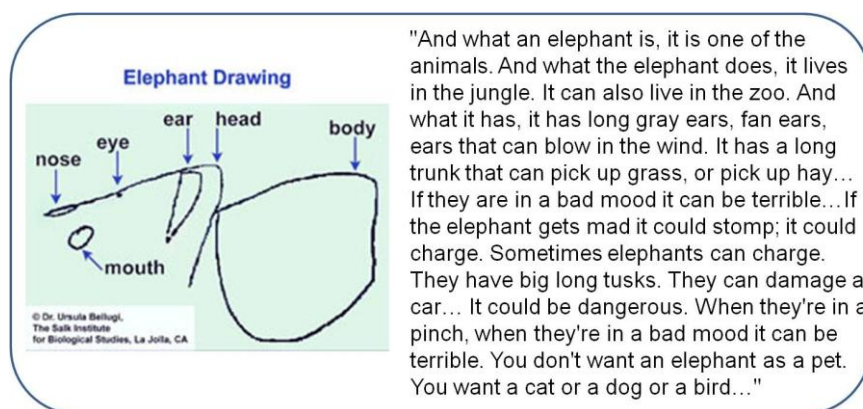 Elephant Drawing
ear head
body
eye
nose
mouth
© Dr. Ursula Bellugi,
The Salk Institute
for Biological Studies, La Jolla, CA
"And what an elephant is, it is one of the
animals. And what the elephant does, it lives
in the jungle. It can also live in the zoo. And
what it has, it has long gray ears, fan ears,
ears that can blow in the wind. It has a long
trunk that can pick up grass, or pick up hay...
If they are in a bad mood it can be terrible...If
the elephant gets mad it could stomp; it could
charge. Sometimes elephants can charge.
They have big long tusks. They can damage a
car... It could be dangerous. When they're in a
pinch, when they're in a bad mood it can be
terrible. You don't want an elephant as a pet.
You want a cat or a dog or a bird..."